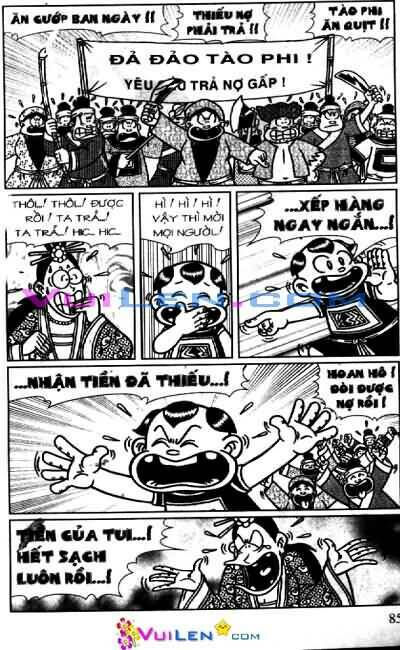 ĂN CƯỚP BAN NGÀY !!
THIẾU NỢ
PHẢI TRẢ !!
TÀO PHI
ĂN QUỊT !!
ĐẢ ĐẢO TÀO PHI !
YÊU CẦU TRẢ NỢ GẤP !
THÔI! THÔI! ĐƯỢC
RỒI! TA TRẢ!
TA TRẢ! HIC.. HIC..
HÌ! HÌ! HÌ!
VẬY THÌ MỜI
MỌI NGƯỜI!
...XẾP HÀNG
NGAY NGẮN...!
VUILEN.COM
...NHẬN TIỀN ĐÃ THIẾU...!
HOAN HÔ!
ĐÒI ĐƯỢC
NỢ RỒI!
TIỀN CỦA TUI...!
HẾT SẠCH
LUÔN RỒI...!
85
VUILEN.COM